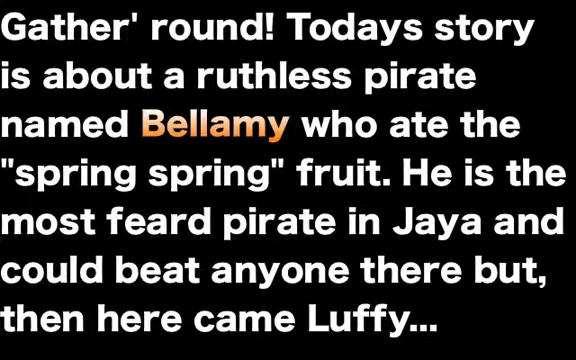 Gather' round! Todays story
is about a ruthless pirate
named Bellamy who ate the
"spring spring" fruit. He is the
most feard pirate in Jaya and
could beat anyone there but,
then here came Luffy...